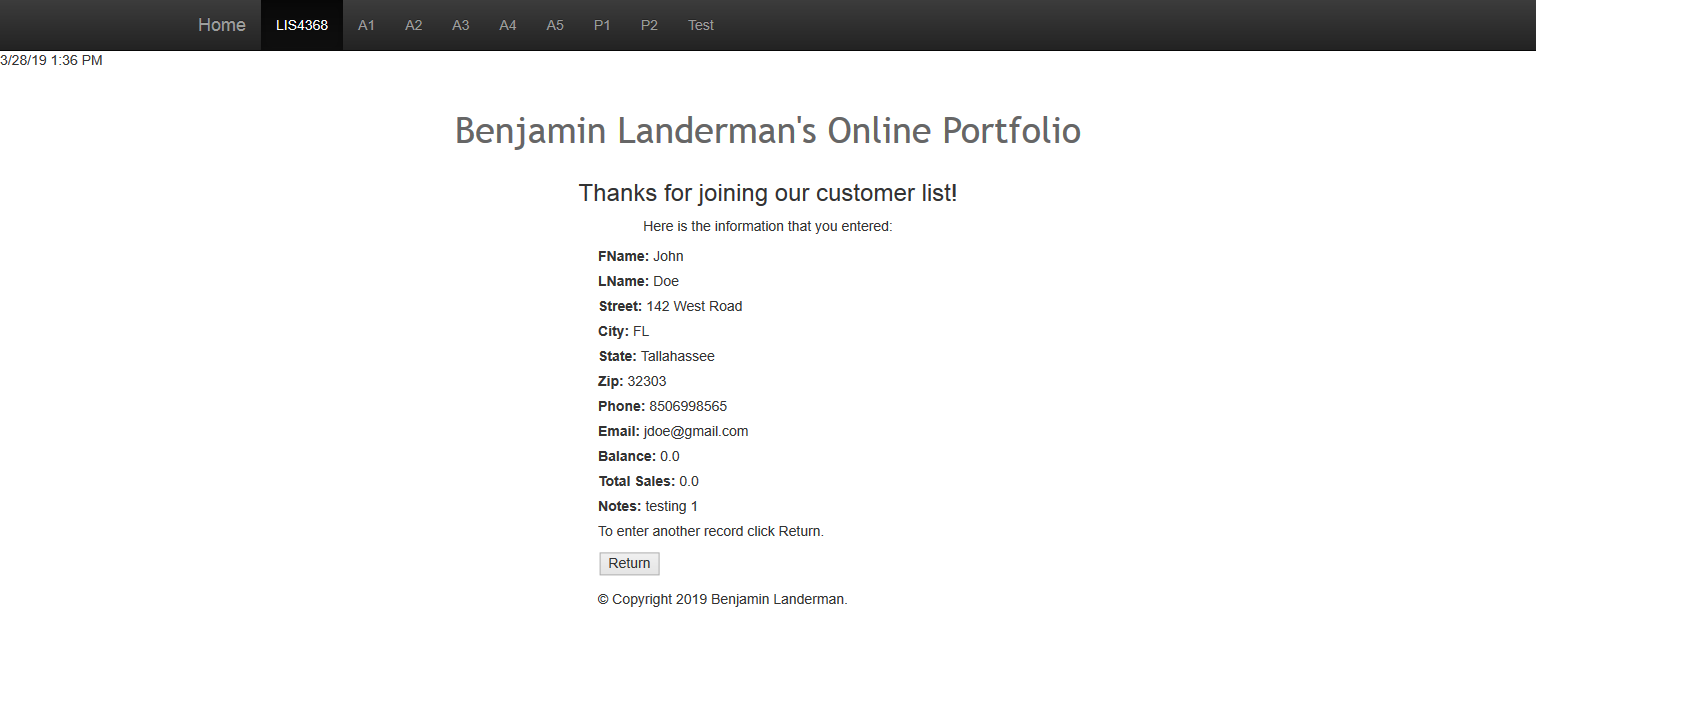 Home LIS4368 A1 A2 A3 A4 A5 P1 P2 Test
3/28/19 1:36 PM
Benjamin Landerman's Online Portfolio
Thanks for joining our customer list!
Here is the information that you entered:
FName: John
LName: Doe
Street: 142 West Road
City: FL
State: Tallahassee
Zip: 32303
Phone: 8506998565
Email: jdoe@gmail.com
Balance: 0.0
Total Sales: 0.0
Notes: testing 1
To enter another record click Return.
Return
© Copyright 2019 Benjamin Landerman.